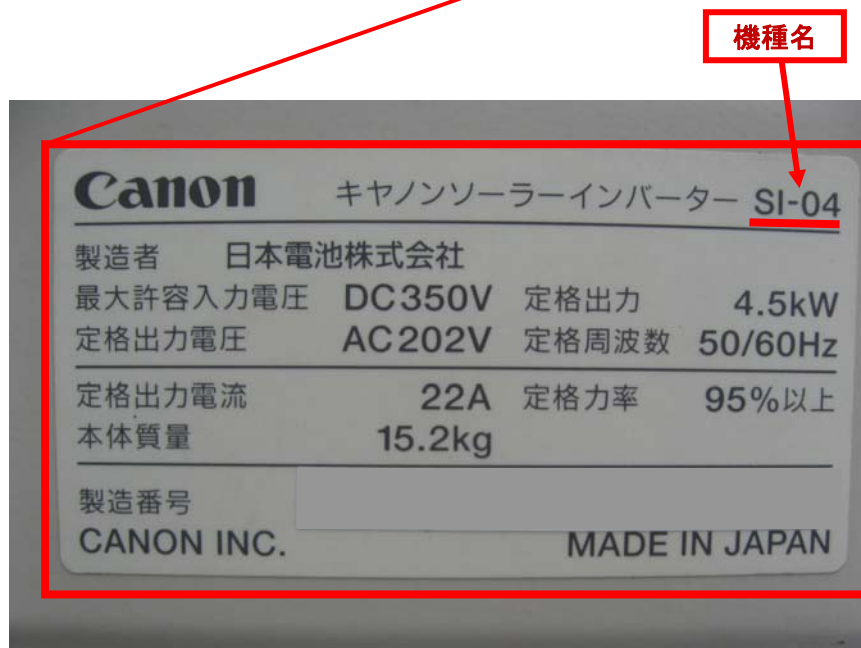 機種名
Canon キヤノンソーラーインバーター SI-04
製造者 日本電池株式会社
最大許容入力電圧 DC350V 定格出力 4.5kW
定格出力電圧 AC202V 定格周波数 50/60Hz
定格出力電流 22A 定格力率 95%以上
本体質量 15.2kg
製造番号
CANON INC. MADE IN JAPAN